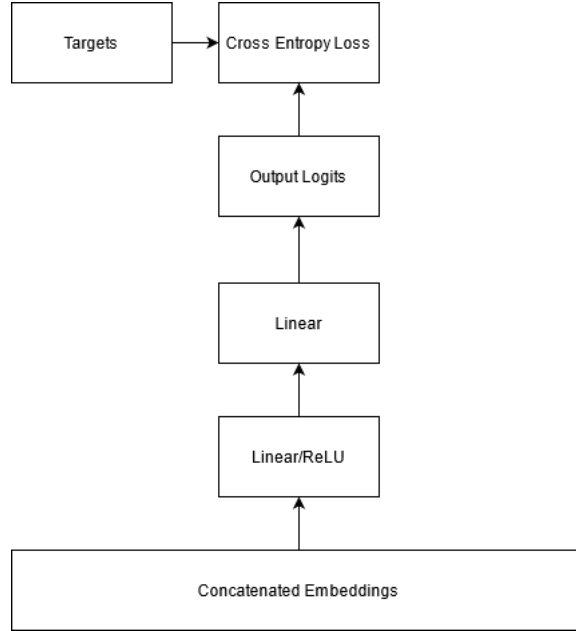 Targets
Cross Entropy Loss
Output Logits
Linear
Linear/ReLU
Concatenated Embeddings